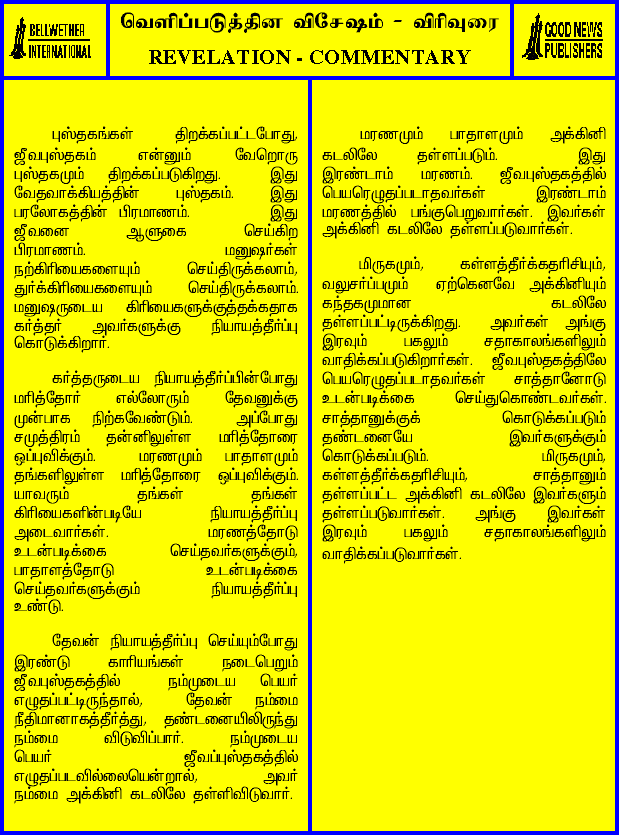 BELLWETHER
INTERNATIONAL
வெளிப்படுத்தின விசேஷம் - விரிவுரை
REVELATION - COMMENTARY
GOOD NEWS
PUBLISHERS
புஸ்தகங்கள் திறக்கப்பட்டபோது,
ஜீவபுஸ்தகம் என்னும் வேறொரு
புஸ்தகமும் திறக்கப்படுகிறது. இது
வேதவாக்கியத்தின் புஸ்தகம். இது
பரலோகத்தின் பிரமாணம். இது
ஜீவனை ஆளுகை செய்கிற
பிரமாணம். மனுஷர்கள்
நற்கிரியைகளையும் செய்திருக்கலாம்,
துர்க்கிரியைகளையும் செய்திருக்கலாம்.
மனுஷருடைய கிரியைகளுக்குத்தக்கதாக
கர்த்தர் அவர்களுக்கு நியாயத்தீர்ப்பு
கொடுக்கிறார்.
கர்த்தருடைய நியாயத்தீர்ப்பின்போது
மரித்தோர் எல்லோரும் தேவனுக்கு
முன்பாக நிற்கவேண்டும். அப்போது
சமுத்திரம் தன்னிலுள்ள மரித்தோரை
ஒப்புவிக்கும். மரணமும் பாதாளமும்
தங்களிலுள்ள மரித்தோரை ஒப்புவிக்கும்.
யாவரும் தங்கள் தங்கள்
கிரியைகளின்படியே நியாயத்தீர்ப்பு
அடைவார்கள். மரணத்தோடு
உடன்படிக்கை செய்தவர்களுக்கும்,
பாதாளத்தோடு உடன்படிக்கை
செய்தவர்களுக்கும் நியாயத்தீர்ப்பு
உண்டு.
தேவன் நியாயத்தீர்ப்பு செய்யும்போது
இரண்டு காரியங்கள் நடைபெறும்
ஜீவபுஸ்தகத்தில் நம்முடைய பெயர்
எழுதப்பட்டிருந்தால், தேவன் நம்மை
நீதிமானாகத்தீர்த்து, தண்டனையிலிருந்து
நம்மை விடுவிப்பார். நம்முடைய
பெயர் ஜீவப்புஸ்தகத்தில்
எழுதப்படவில்லையென்றால், அவர்
நம்மை அக்கினி கடலிலே தள்ளிவிடுவார்.
மரணமும் பாதாளமும் அக்கினி
கடலிலே தள்ளப்படும். இது
இரண்டாம் மரணம். ஜீவபுஸ்தகத்தில்
பெயரெழுதப்படாதவர்கள் இரண்டாம்
மரணத்தில் பங்குபெறுவார்கள். இவர்கள்
அக்கினி கடலிலே தள்ளப்படுவார்கள்.
மிருகமும், கள்ளத்தீர்க்கதரிசியும்,
வலுசர்ப்பமும் ஏற்கெனவே அக்கினியும்
கந்தகமுமான கடலிலே
தள்ளப்பட்டிருக்கிறது. அவர்கள் அங்கு
இரவும் பகலும் சதாகாலங்களிலும்
வாதிக்கப்படுகிறார்கள். ஜீவபுஸ்தகத்திலே
பெயரெழுதப்படாதவர்கள் சாத்தானோடு
உடன்படிக்கை செய்துகொண்டவர்கள்.
சாத்தானுக்குக் கொடுக்கப்படும்
தண்டனையே இவர்களுக்கும்
கொடுக்கப்படும். மிருகமும்,
கள்ளத்தீர்க்கதரிசியும், சாத்தானும்
தள்ளப்பட்ட அக்கினி கடலிலே இவர்களும்
தள்ளப்படுவார்கள். அங்கு இவர்கள்
இரவும் பகலும் சதாகாலங்களிலும்
வாதிக்கப்படுவார்கள்.